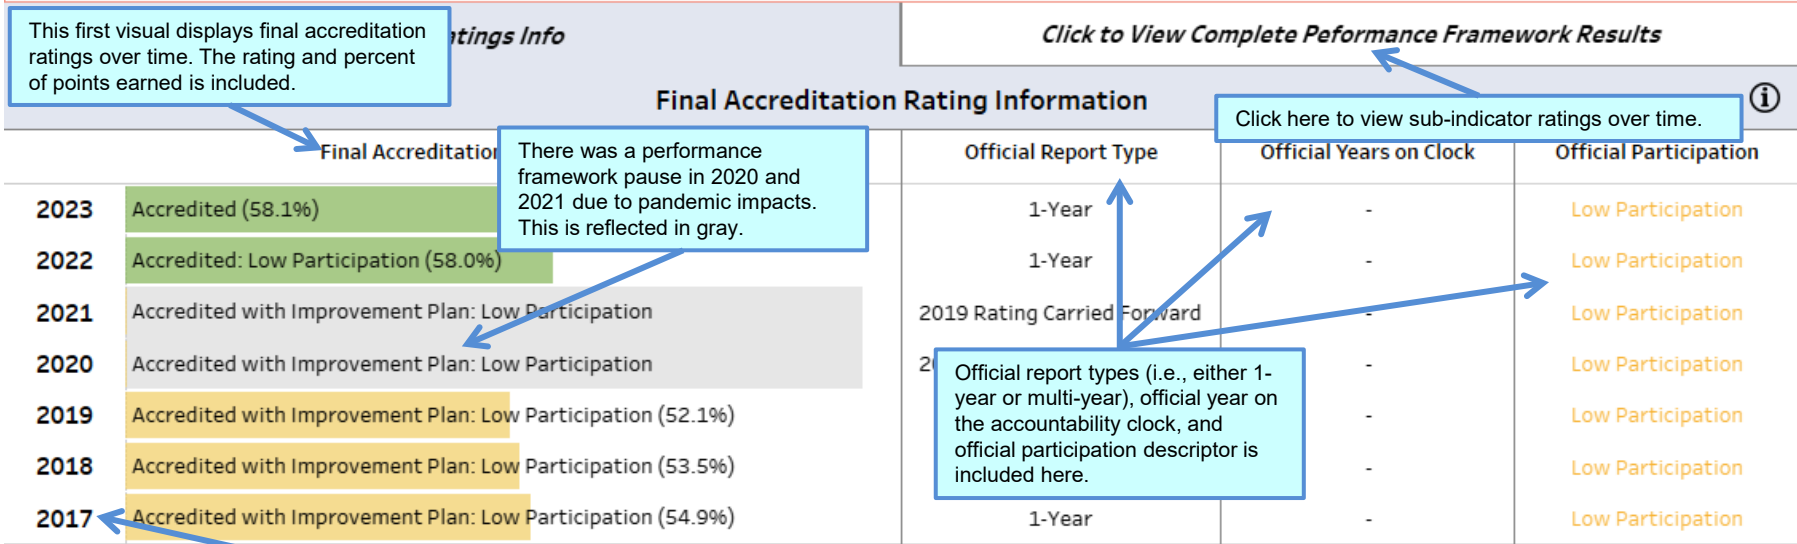 This first visual displays final accreditation
ratings over time. The rating and percent
of points earned is included.
tings Info
Click to View Complete Peformance Framework Results
Final Accreditation Rating Information
Click here to view sub-indicator ratings over time.
Final Accreditation
Official Report Type
Official Years on Clock
Official Participation
There was a performance
framework pause in 2020 and
2021 due to pandemic impacts.
This is reflected in gray.
2023 Accredited (58.1%) 1-Year - Low Participation
2022 Accredited: Low Participation (58.0%) 1-Year - Low Participation
2021 Accredited with Improvement Plan: Low Participation 2019 Rating Carried Forward - Low Participation
2020 Accredited with Improvement Plan: Low Participation 20 - Low Participation
2019 Accredited with Improvement Plan: Low Participation (52.1%) - Low Participation
2018 Accredited with Improvement Plan: Low Participation (53.5%) - Low Participation
2017 Accredited with Improvement Plan: Low Participation (54.9%) 1-Year - Low Participation
Official report types (i.e., either 1-
year or multi-year), official year on
the accountability clock, and
official participation descriptor is
included here.